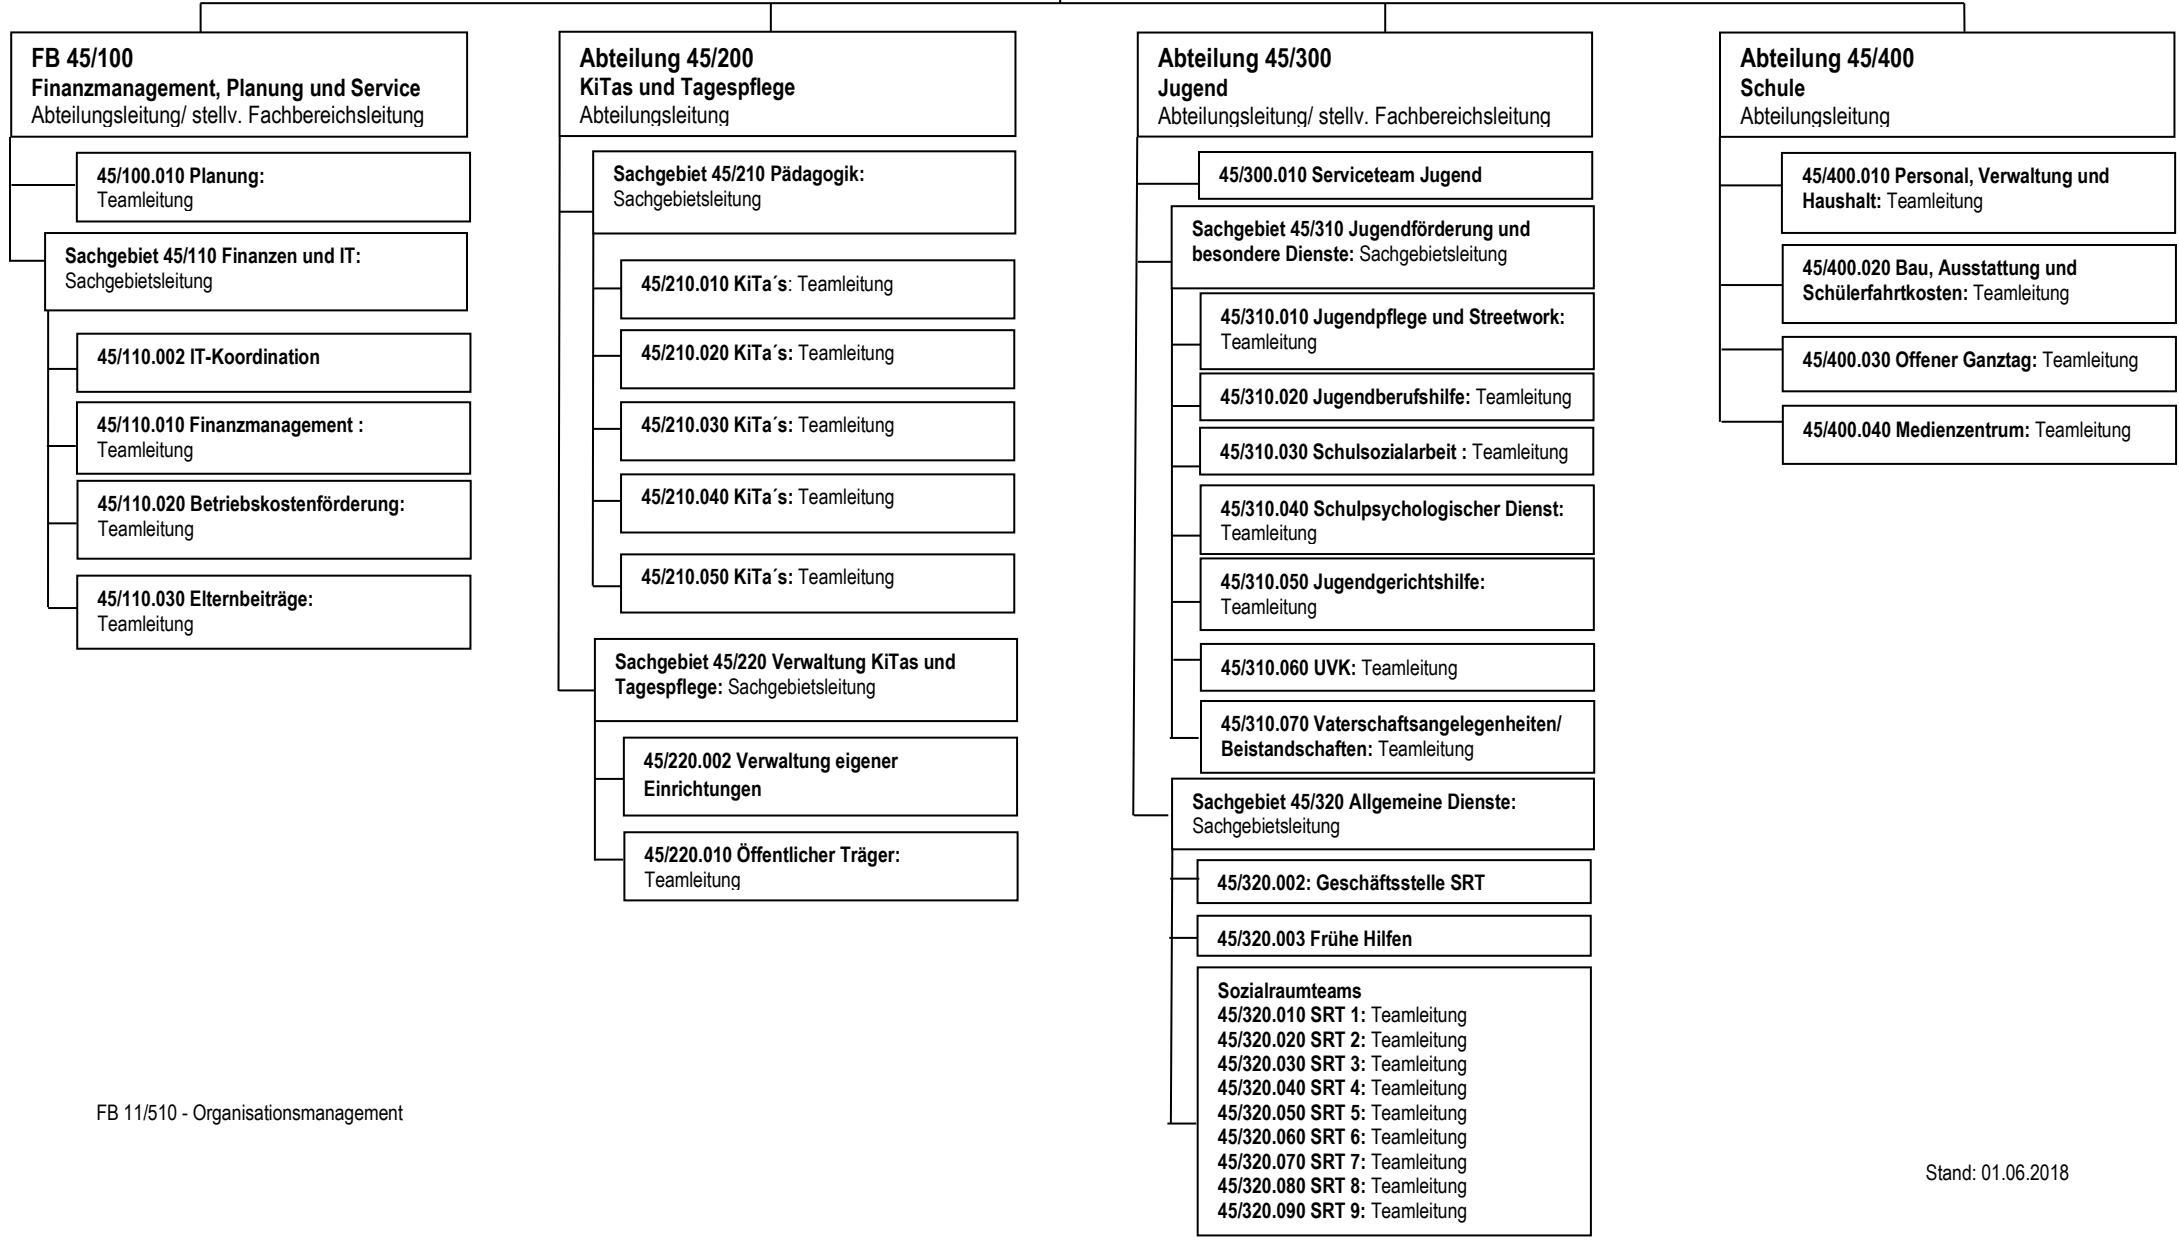 FB 45/100
Finanzmanagement, Planung und Service
Abteilungsleitung/ stellv. Fachbereichsleitung
45/100.010 Planung:
Teamleitung
Sachgebiet 45/110 Finanzen und IT:
Sachgebietsleitung
45/110.002 IT-Koordination
45/110.010 Finanzmanagement :
Teamleitung
45/110.020 Betriebskostenförderung:
Teamleitung
45/110.030 Elternbeiträge:
Teamleitung
Abteilung 45/200
KiTas und Tagespflege
Abteilungsleitung
Sachgebiet 45/210 Pädagogik:
Sachgebietsleitung
45/210.010 KiTa´s: Teamleitung
45/210.020 KiTa´s: Teamleitung
45/210.030 KiTa´s: Teamleitung
45/210.040 KiTa´s: Teamleitung
45/210.050 KiTa´s: Teamleitung
Sachgebiet 45/220 Verwaltung KiTas und
Tagespflege: Sachgebietsleitung
45/220.002 Verwaltung eigener
Einrichtungen
45/220.010 Öffentlicher Träger:
Teamleitung
Abteilung 45/300
Jugend
Abteilungsleitung/ stellv. Fachbereichsleitung
45/300.010 Serviceteam Jugend
Sachgebiet 45/310 Jugendförderung und
besondere Dienste: Sachgebietsleitung
45/310.010 Jugendpflege und Streetwork:
Teamleitung
45/310.020 Jugendberufshilfe: Teamleitung
45/310.030 Schulsozialarbeit : Teamleitung
45/310.040 Schulpsychologischer Dienst:
Teamleitung
45/310.050 Jugendgerichtshilfe:
Teamleitung
45/310.060 UVK: Teamleitung
45/310.070 Vaterschaftsangelegenheiten/
Beistandschaften: Teamleitung
Sachgebiet 45/320 Allgemeine Dienste:
Sachgebietsleitung
45/320.002: Geschäftsstelle SRT
45/320.003 Frühe Hilfen
Sozialraumteams
45/320.010 SRT 1: Teamleitung
45/320.020 SRT 2: Teamleitung
45/320.030 SRT 3: Teamleitung
45/320.040 SRT 4: Teamleitung
45/320.050 SRT 5: Teamleitung
45/320.060 SRT 6: Teamleitung
45/320.070 SRT 7: Teamleitung
45/320.080 SRT 8: Teamleitung
45/320.090 SRT 9: Teamleitung
Abteilung 45/400
Schule
Abteilungsleitung
45/400.010 Personal, Verwaltung und
Haushalt: Teamleitung
45/400.020 Bau, Ausstattung und
Schülerfahrtkosten: Teamleitung
45/400.030 Offener Ganztag: Teamleitung
45/400.040 Medienzentrum: Teamleitung
FB 11/510 - Organisationsmanagement
Stand: 01.06.2018